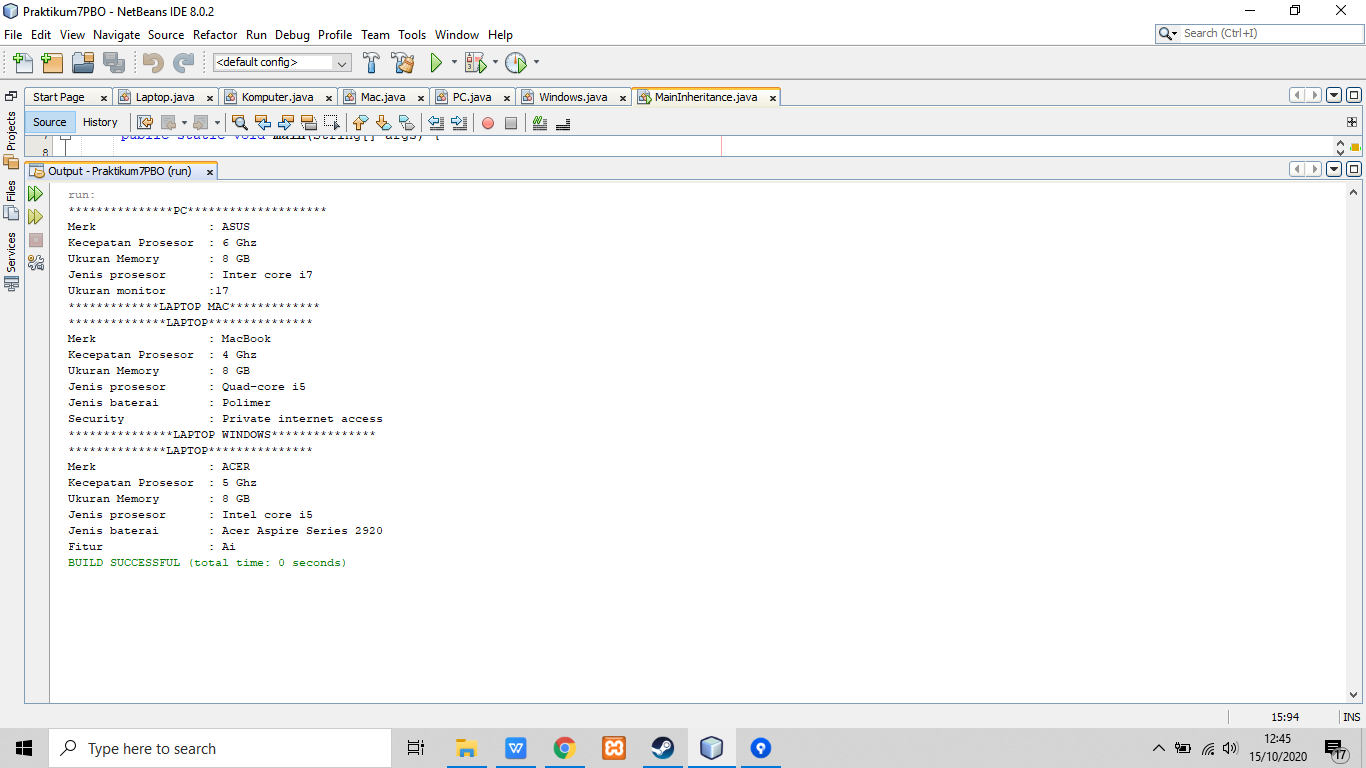 Praktikum7PBO - NetBeans IDE 8.0.2
File Edit View Navigate Source Refactor Run Debug Profile Team Tools Window Help
Search (Ctrl+I)
<default config>
Start Page Laptop.java Komputer.java Mac.java PC.java Windows.java MainInheritance.java
Source History
Projects
Files
Services
public static void main(String[] args) {
8
Output - Praktikum7PBO (run)
run:
***************PC********************
Merk : ASUS
Kecepatan Prosesor : 6 Ghz
Ukuran Memory : 8 GB
Jenis prosesor : Inter core i7
Ukuran monitor :17
*************LAPTOP MAC*************
**************LAPTOP***************
Merk : MacBook
Kecepatan Prosesor : 4 Ghz
Ukuran Memory : 8 GB
Jenis prosesor : Quad-core i5
Jenis baterai : Polimer
Security : Private internet access
***************LAPTOP WINDOWS***************
**************LAPTOP***************
Merk : ACER
Kecepatan Prosesor : 5 Ghz
Ukuran Memory : 8 GB
Jenis prosesor : Intel core i5
Jenis baterai : Acer Aspire Series 2920
Fitur : Ai
BUILD SUCCESSFUL (total time: 0 seconds)
15:94 INS
Type here to search
12:45
15/10/2020
17